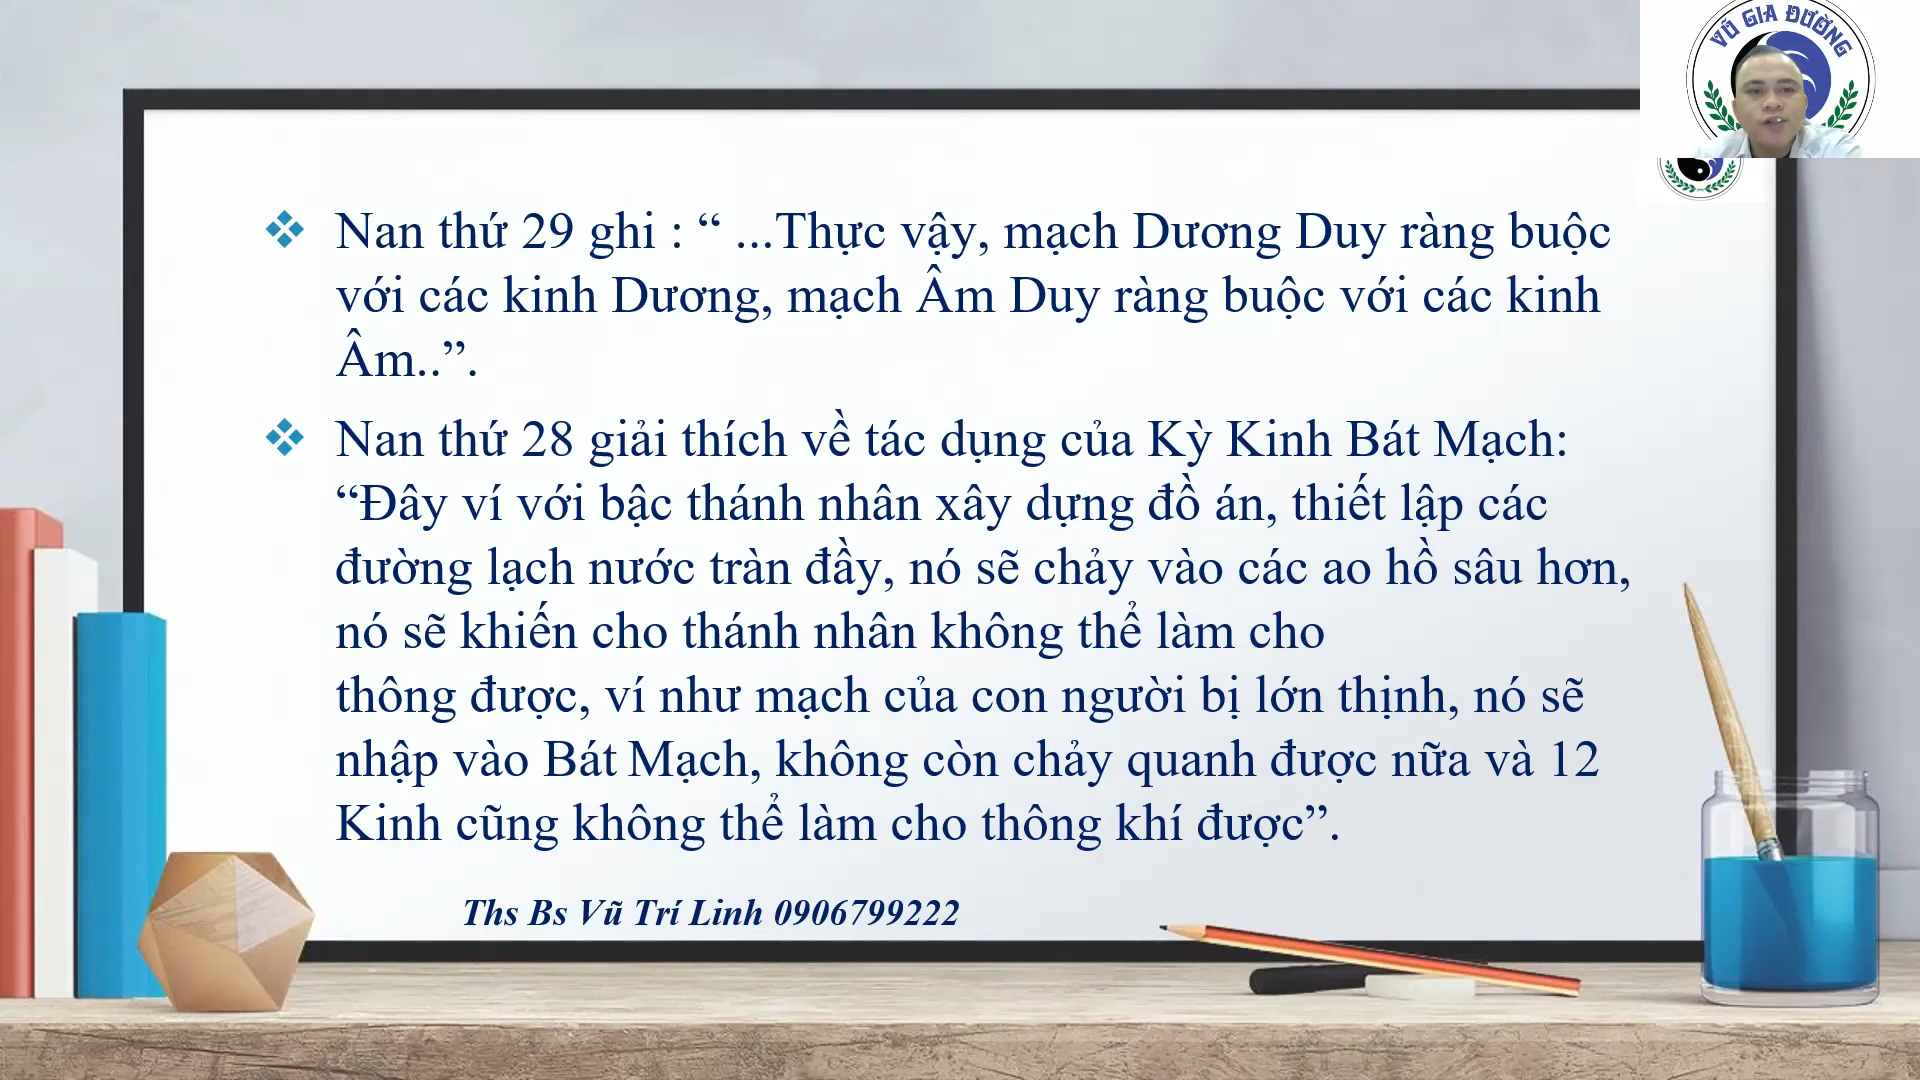 VŨ GIA ĐƯỜNG
Nan thứ 29 ghi : “ ...Thực vậy, mạch Dương Duy ràng buộc
với các kinh Dương, mạch Âm Duy ràng buộc với các kinh
Âm..”.
Nan thứ 28 giải thích về tác dụng của Kỳ Kinh Bát Mạch:
“Đây ví với bậc thánh nhân xây dựng đồ án, thiết lập các
đường lạch nước tràn đầy, nó sẽ chảy vào các ao hồ sâu hơn,
nó sẽ khiến cho thánh nhân không thể làm cho
thông được, ví như mạch của con người bị lớn thịnh, nó sẽ
nhập vào Bát Mạch, không còn chảy quanh được nữa và 12
Kinh cũng không thể làm cho thông khí được”.
Ths Bs Vũ Trí Linh 0906799222